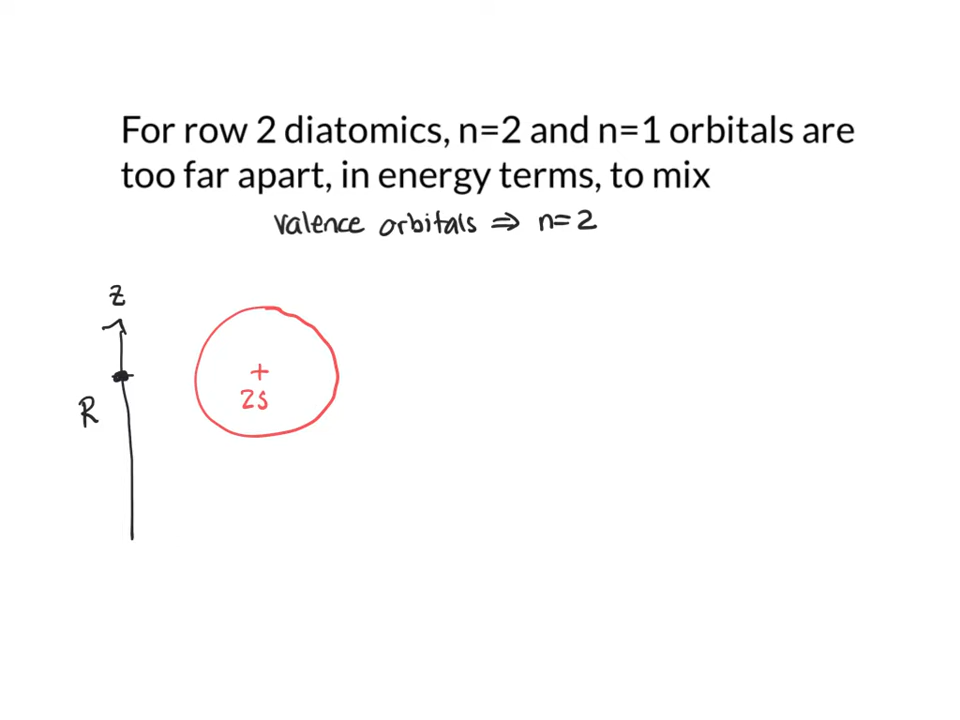 For row 2 diatomics, n=2 and n=1 orbitals are
too far apart, in energy terms, to mix
valence orbitals ⇒ n=2
z
+
R
2s